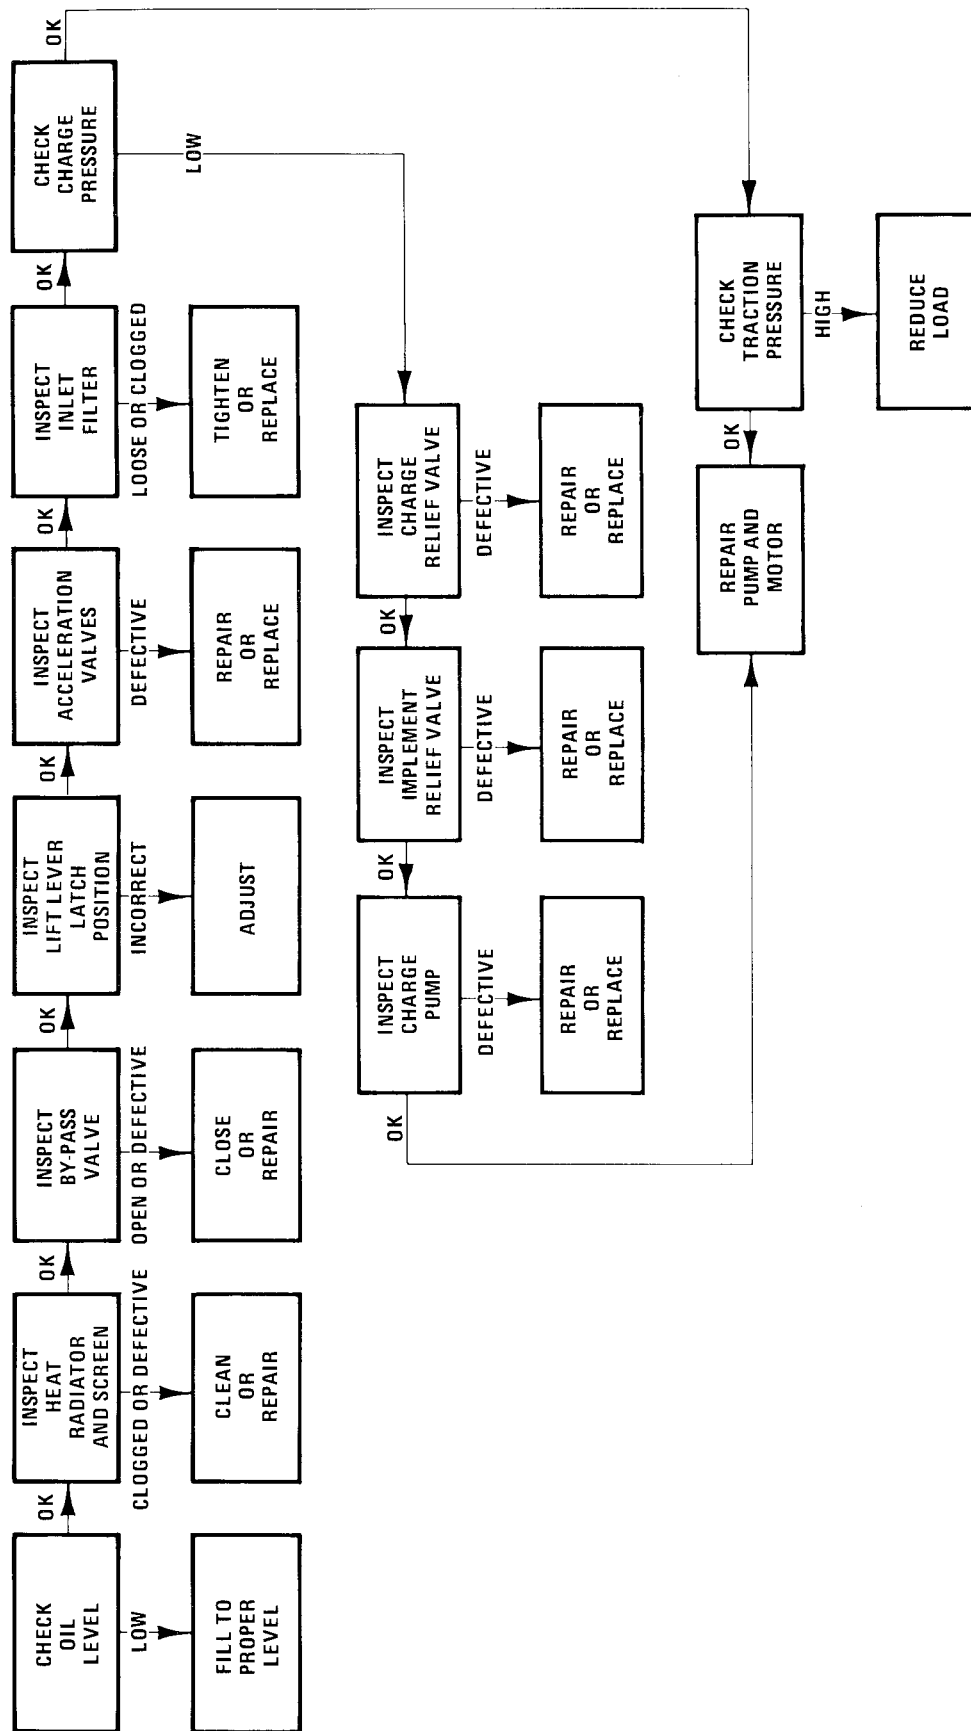 CHECK
OIL
LEVEL
OK
LOW
FILL TO
PROPER
LEVEL
INSPECT
HEAT
RADIATOR
AND SCREEN
OK
CLOGGED OR DEFECTIVE
CLEAN
OR
REPAIR
INSPECT
BY-PASS
VALVE
OK
OPEN OR DEFECTIVE
CLOSE
OR
REPAIR
INSPECT
LIFT LEVER
LATCH
POSITION
OK
INCORRECT
ADJUST
INSPECT
ACCELERATION
VALVES
OK
DEFECTIVE
REPAIR
OR
REPLACE
INSPECT
INLET
FILTER
OK
LOOSE OR CLOGGED
TIGHTEN
OR
REPLACE
CHECK
CHARGE
PRESSURE
OK
LOW
INSPECT
CHARGE
RELIEF VALVE
OK
DEFECTIVE
REPAIR
OR
REPLACE
INSPECT
IMPLEMENT
RELIEF VALVE
OK
DEFECTIVE
REPAIR
OR
REPLACE
INSPECT
CHARGE
PUMP
OK
DEFECTIVE
REPAIR
OR
REPLACE
CHECK
TRACTION
PRESSURE
OK
HIGH
REDUCE
LOAD
REPAIR
PUMP AND
MOTOR